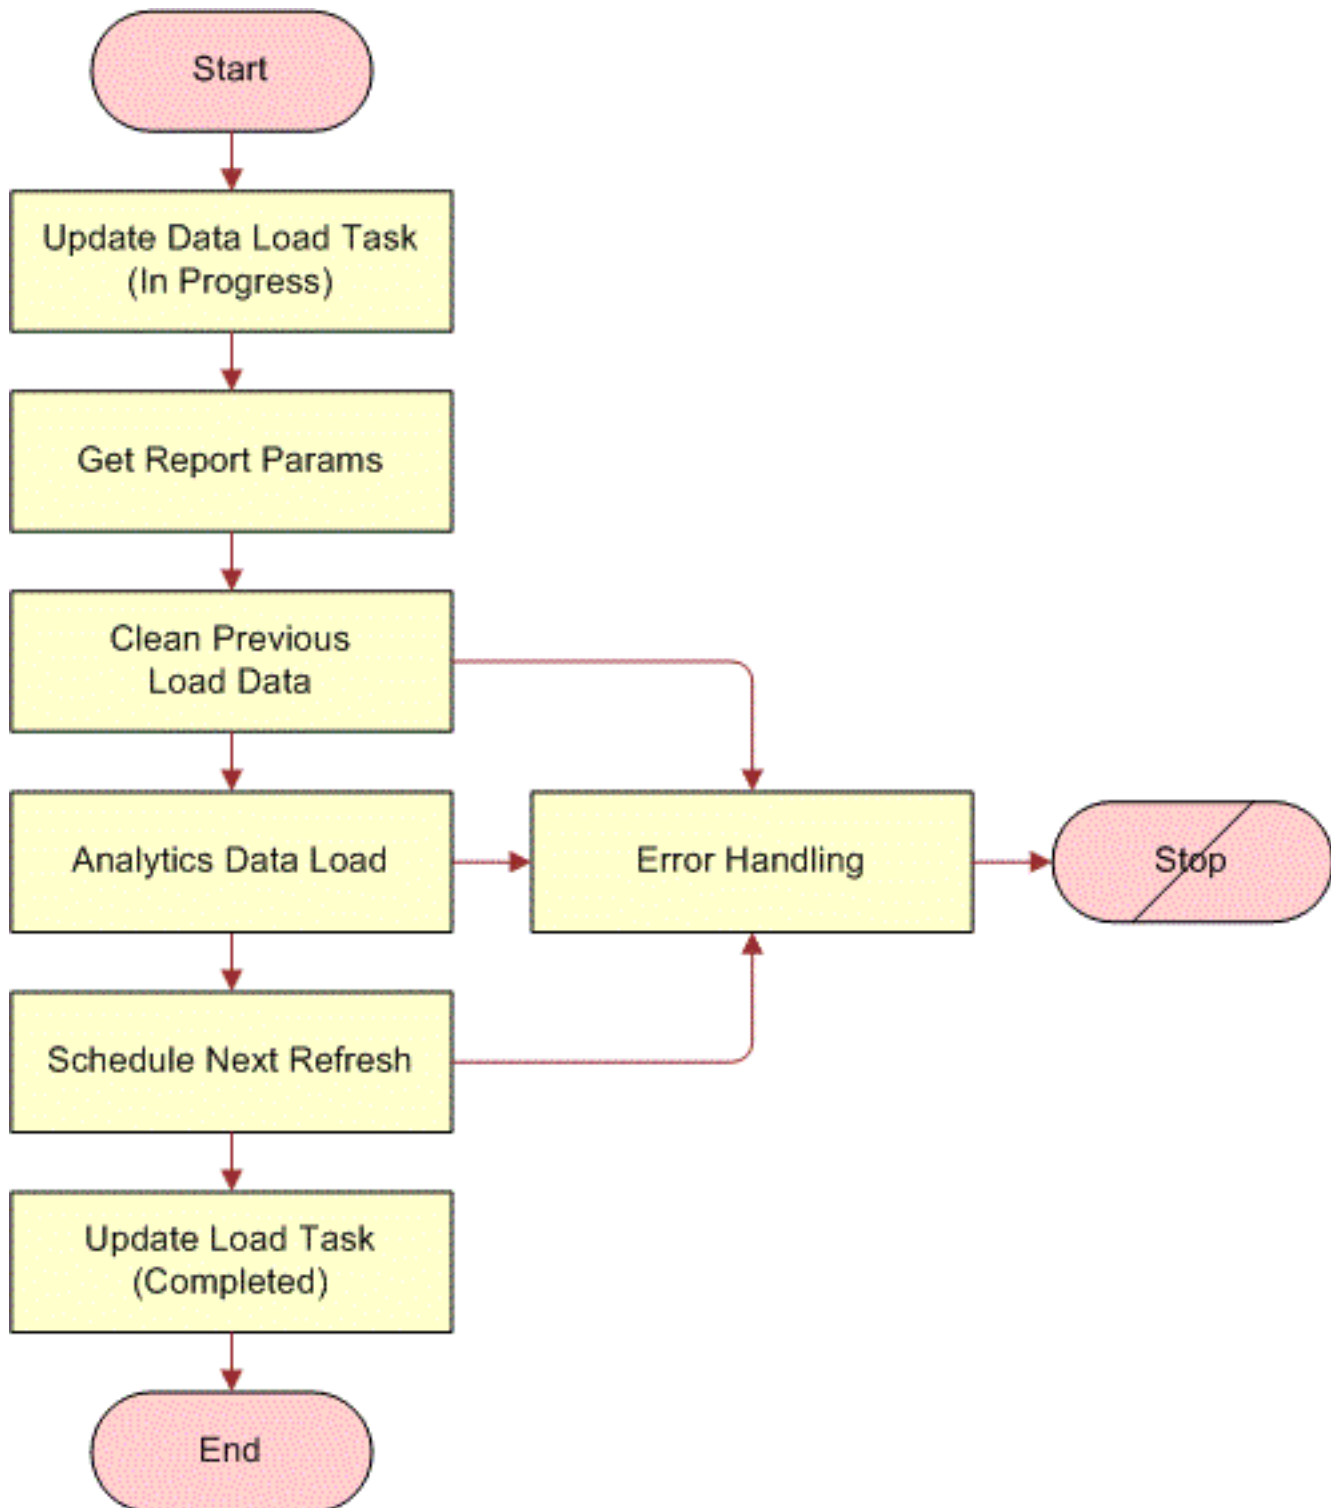 Start
Update Data Load Task
(In Progress)
Get Report Params
Clean Previous
Load Data
Analytics Data Load
Error Handling
Stop
Schedule Next Refresh
Update Load Task
(Completed)
End